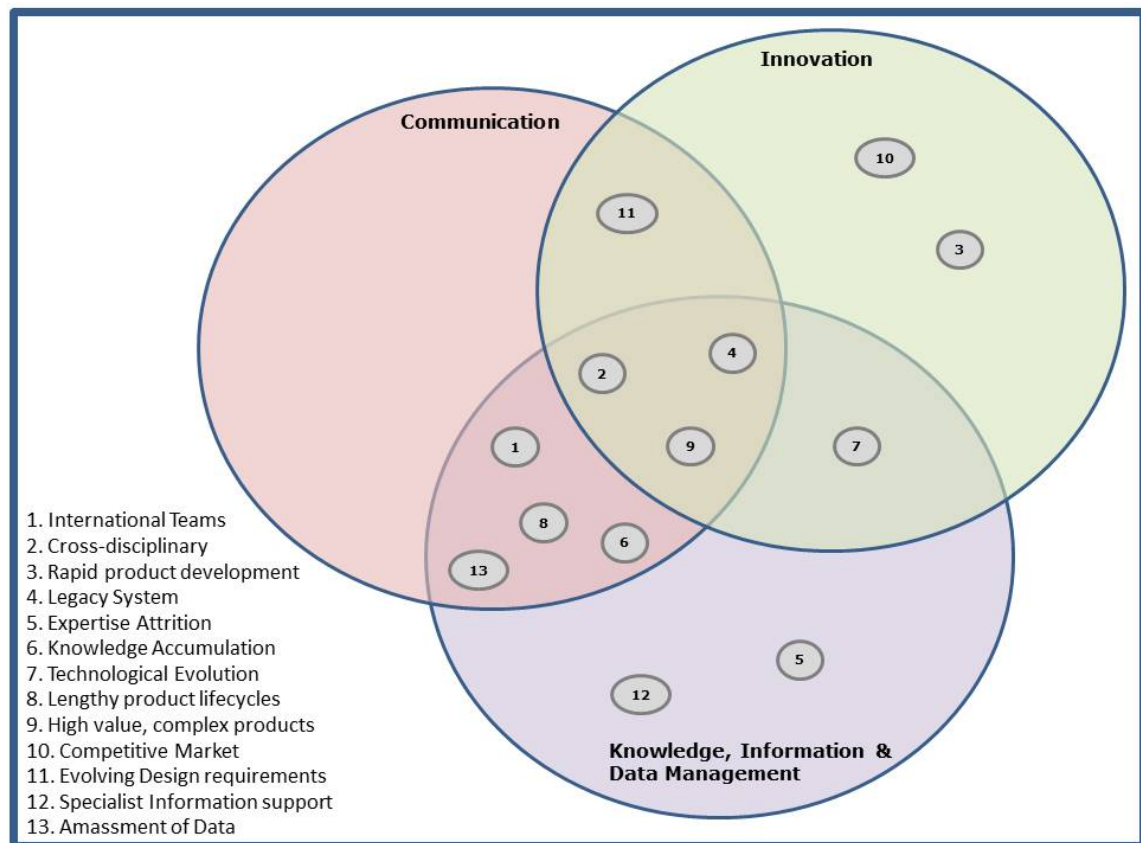 Innovation
Communication
10
11
3
4
2
1
9
7
8
6
13
5
12
Knowledge, Information &
Data Management
1. International Teams
2. Cross-disciplinary
3. Rapid product development
4. Legacy System
5. Expertise Attrition
6. Knowledge Accumulation
7. Technological Evolution
8. Lengthy product lifecycles
9. High value, complex products
10. Competitive Market
11. Evolving Design requirements
12. Specialist Information support
13. Amassment of Data